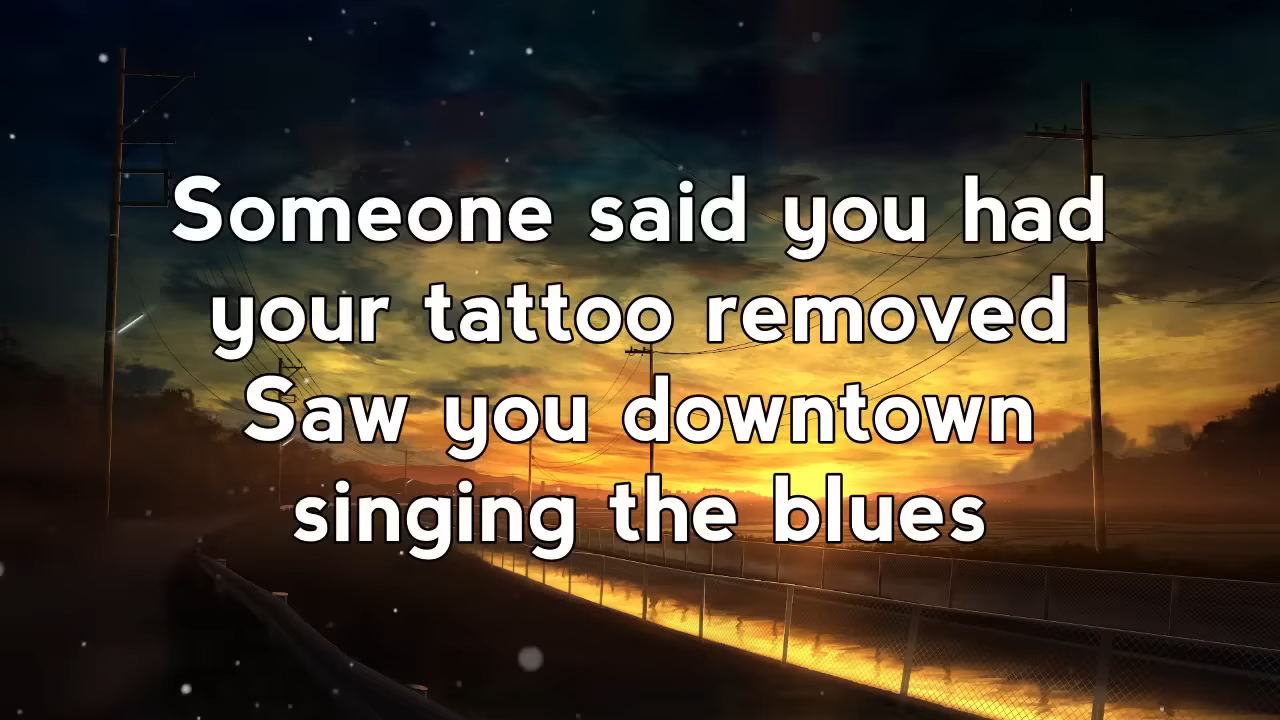 Someone said you had
your tattoo removed
Saw you downtown
singing the blues